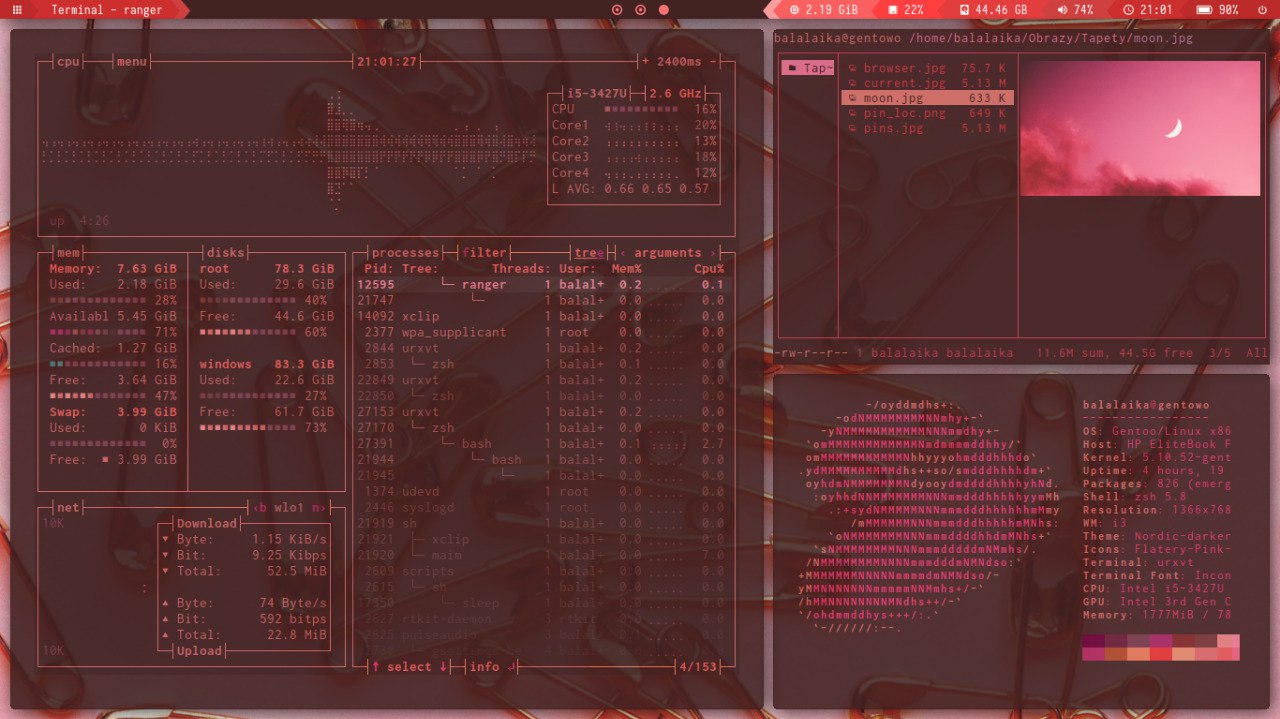 Terminal - ranger
2.19 GiB 22% 44.46 GB 74% 21:01 90%
cpu menu 21:01:27 + 2400ms -
i5-3427U 2.6 GHz
CPU 16%
Core1 20%
Core2 13%
Core3 18%
Core4 12%
L AVG: 0.66 0.65 0.57
up 4:26
mem
Memory: 7.63 GiB
Used: 2.18 GiB
28%
Availabl 5.45 GiB
71%
Cached: 1.27 GiB
16%
Free: 3.64 GiB
47%
Swap: 3.99 GiB
Used: 0 KiB
0%
Free: 3.99 GiB
disks
root 78.3 GiB
Used: 29.6 GiB
40%
Free: 44.6 GiB
60%
windows 83.3 GiB
Used: 22.6 GiB
27%
Free: 61.7 GiB
73%
net ‹b wlo1 n›
10K
Download
▼ Byte: 1.15 KiB/s
▼ Bit: 9.25 Kibps
▼ Total: 52.5 MiB
▲ Byte: 74 Byte/s
▲ Bit: 592 bitps
▲ Total: 22.8 MiB
Upload
10K
processes filter tree ‹ arguments ›
Pid: Tree: Threads: User: Mem% Cpu%
12595 └─ ranger 1 balal+ 0.2 0.1
21747 └─ 1 balal+ 0.0 0.0
14092 xclip 1 balal+ 0.0 0.0
2377 wpa_supplicant 1 root 0.0 0.0
2844 urxvt 1 balal+ 0.2 0.0
2853 └─ zsh 1 balal+ 0.1 0.0
22849 urxvt 1 balal+ 0.2 0.0
22850 └─ zsh 1 balal+ 0.0 0.0
27153 urxvt 1 balal+ 0.2 0.0
27170 └─ zsh 1 balal+ 0.0 0.0
27391 └─ bash 1 balal+ 0.1 2.7
21944 └─ bash 1 balal+ 0.0 0.0
21945 └─ 1 balal+ 0.0 0.0
1374 udevd 1 root 0.0 0.0
2446 syslogd 1 root 0.0 0.0
21919 sh 1 balal+ 0.0 0.0
21921 ├─ xclip 1 balal+ 0.0 0.0
21920 └─ maim 2 balal+ 0.0 7.0
2609 scripts 1 balal+ 0.0 0.0
2615 └─ sh 1 balal+ 0.0 0.0
└─ sleep 1 balal+ 0.0 0.0
rtkit-daemon 3 rtkit 0.0 0.0
pulseaudio 3 balal+ 0.1 0.0
↑ select ↓ info ↲ 4/153
balalaika@gentowo /home/balalaika/Obrazy/Tapety/moon.jpg
Tap~
browser.jpg 75.7 K
current.jpg 5.13 M
moon.jpg 633 K
pin_loc.png 649 K
pins.jpg 5.13 M
-rw-r--r-- 1 balalaika balalaika 11.6M sum, 44.5G free 3/5 All
balalaika@gentowo
-----------------
OS: Gentoo/Linux x86
Host: HP EliteBook F
Kernel: 5.10.52-gent
Uptime: 4 hours, 19
Packages: 826 (emerg
Shell: zsh 5.8
Resolution: 1366x768
WM: i3
Theme: Nordic-darker
Icons: Flatery-Pink-
Terminal: urxvt
Terminal Font: Incon
CPU: Intel i5-3427U
GPU: Intel 3rd Gen C
Memory: 1777MiB / 78